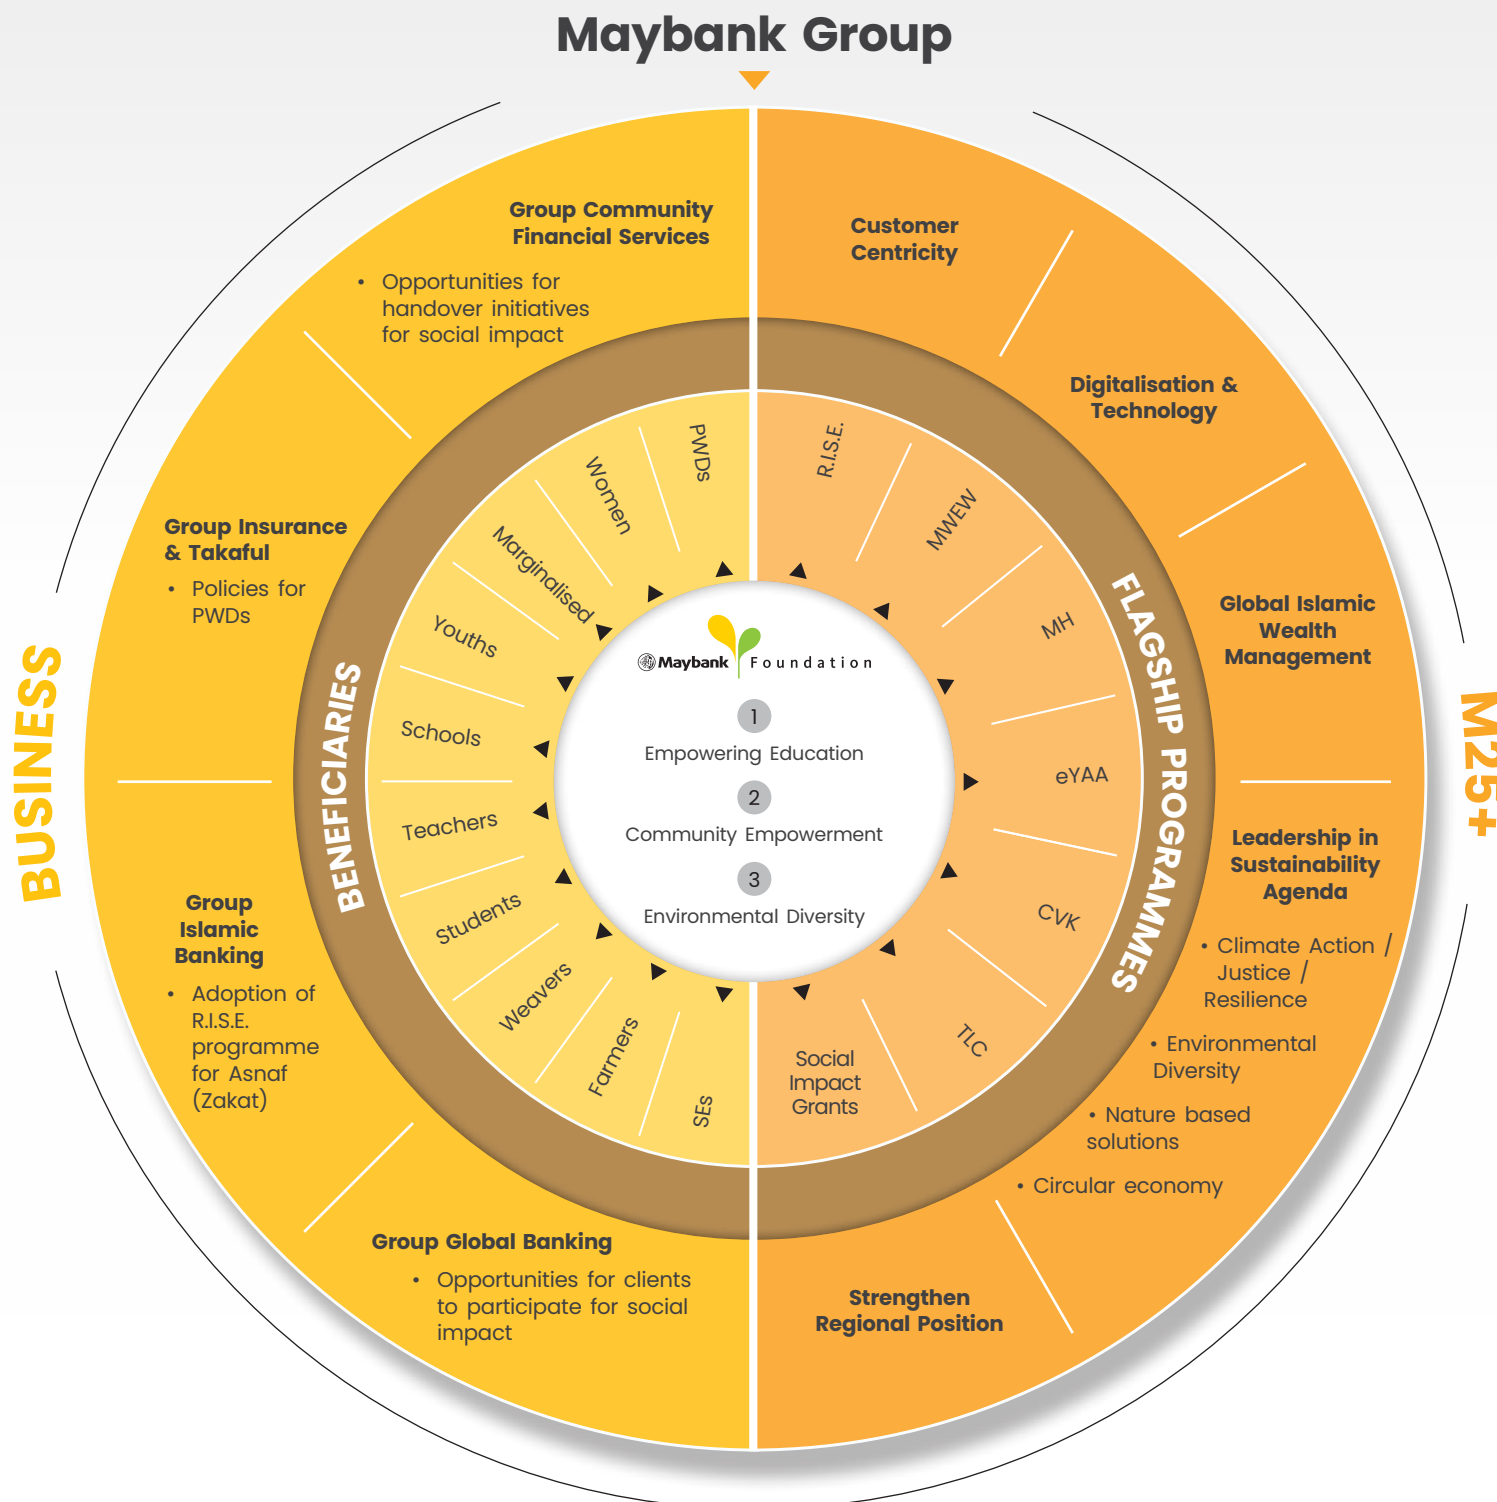 Maybank Group
BUSINESS
Group Community
Financial Services
• Opportunities for
handover initiatives
for social impact
Group Insurance
& Takaful
• Policies for
PWDs
Group
Islamic
Banking
• Adoption of
R.I.S.E.
programme
for Asnaf
(Zakat)
Group Global Banking
• Opportunities for clients
to participate for social
impact
BENEFICIARIES
PWDs
Women
Marginalised
Youths
Schools
Teachers
Students
Weavers
Farmers
SEs
Maybank Foundation
1
Empowering Education
2
Community Empowerment
3
Environmental Diversity
FLAGSHIP PROGRAMMES
R.I.S.E.
MWEW
MH
eYAA
CVK
TLC
Social
Impact
Grants
M25+
Customer
Centricity
Digitalisation &
Technology
Global Islamic
Wealth
Management
Leadership in
Sustainability
Agenda
• Climate Action /
Justice /
Resilience
• Environmental
Diversity
• Nature based
solutions
• Circular economy
Strengthen
Regional Position